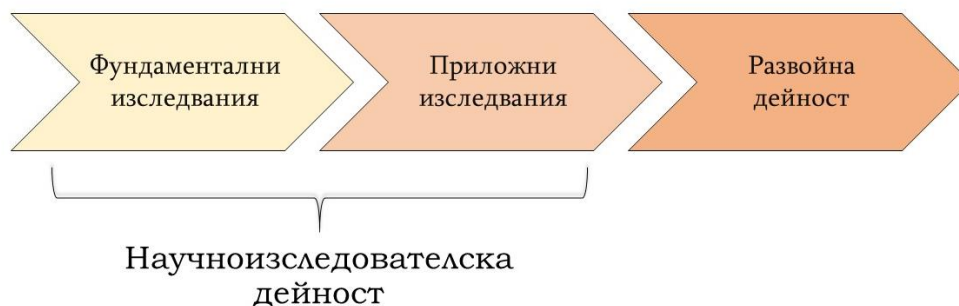 Фундаментални
изследвания
Приложни
изследвания
Развойна
дейност
Научноизследователска
дейност